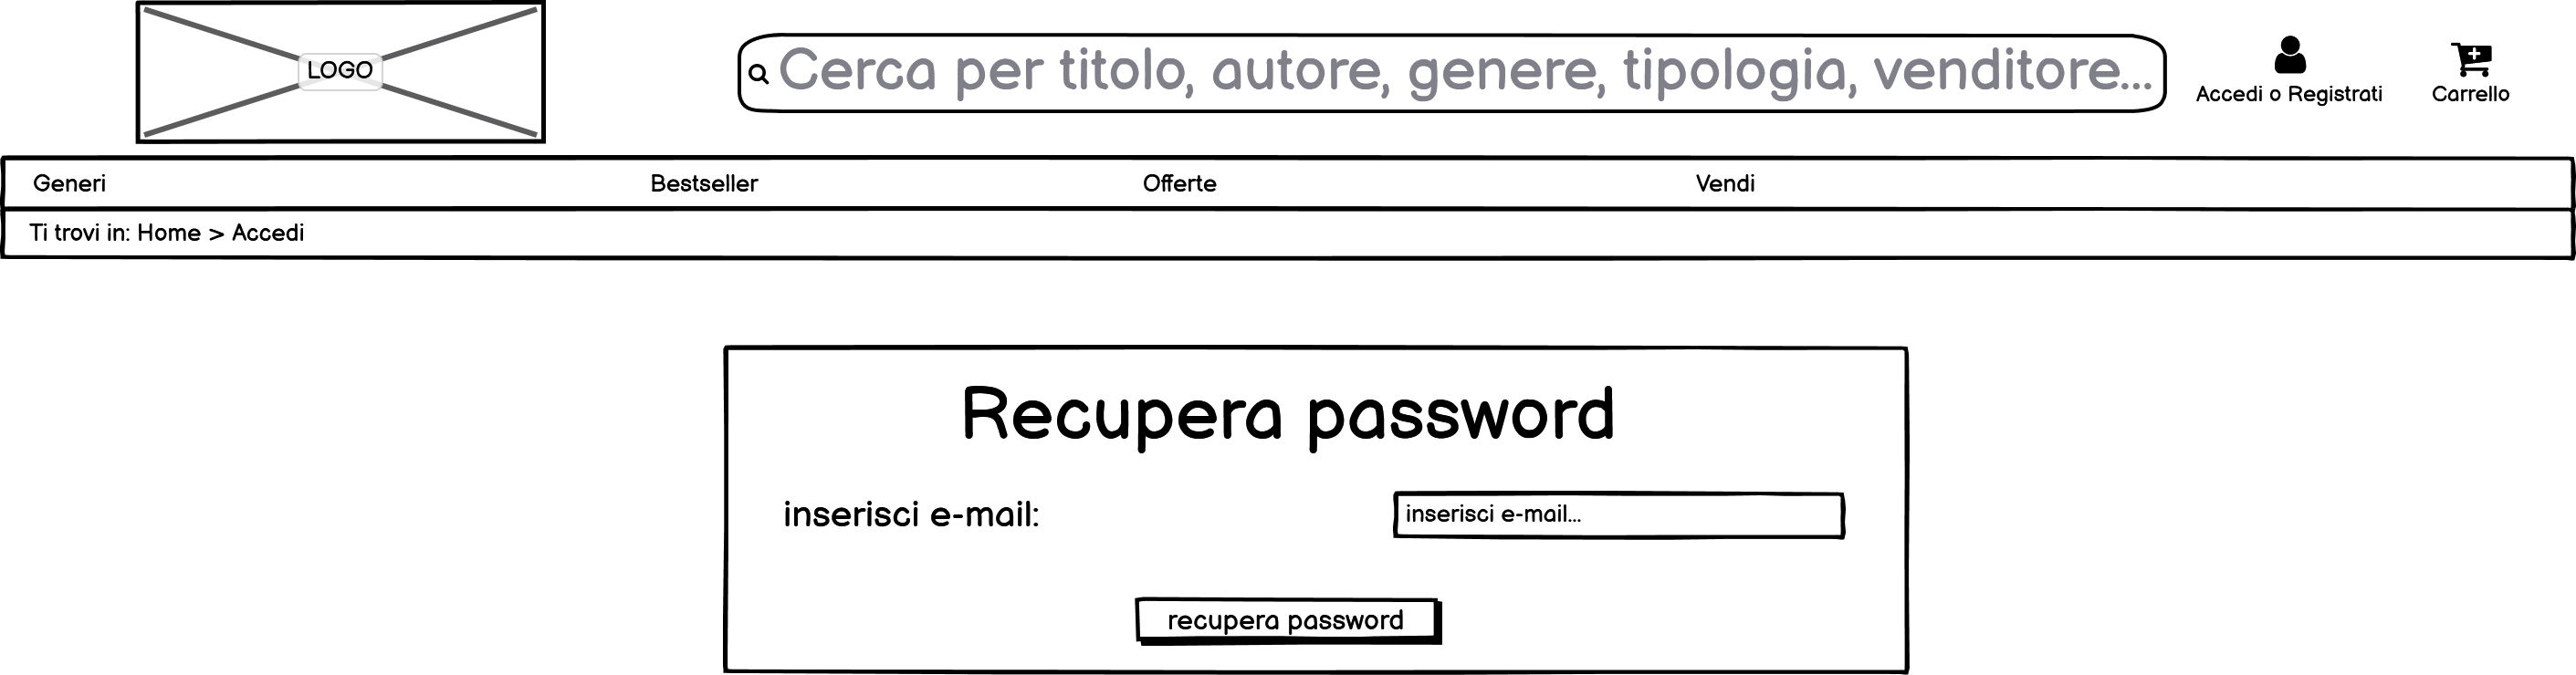 LOGO
Cerca per titolo, autore, genere, tipologia, venditore...
Accedi o Registrati
Carrello
Generi
Bestseller
Offerte
Vendi
Ti trovi in: Home > Accedi
Recupera password
inserisci e-mail:
inserisci e-mail...
recupera password